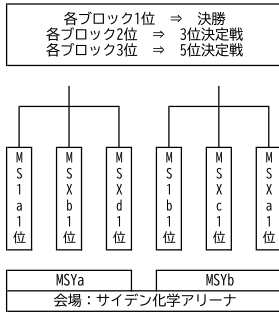 各ブロック1位 ⇒ 決勝
各ブロック2位 ⇒ 3位決定戦
各ブロック3位 ⇒ 5位決定戦
MS1a1位
MSXb1位
MSXd1位
MS1b1位
MSXc1位
MSXa1位
MSYa
MSYb
会場：サイデン化学アリーナ